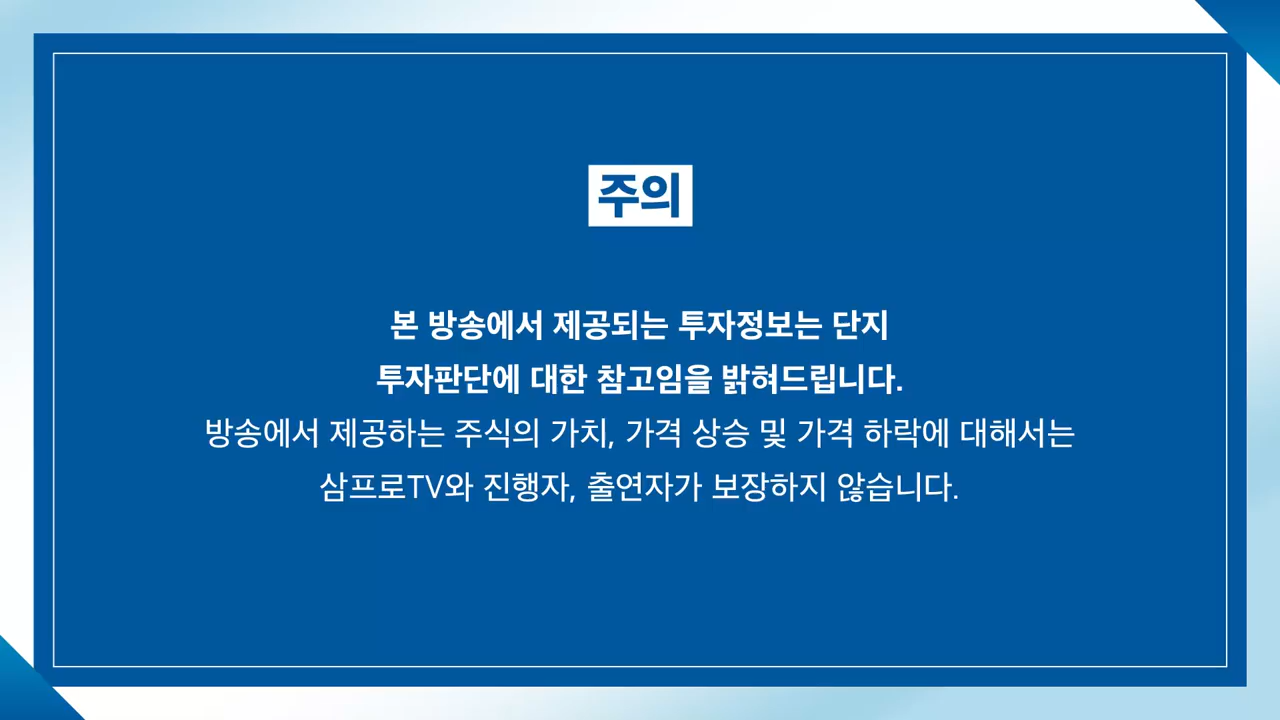 주의
본 방송에서 제공되는 투자정보는 단지
투자판단에 대한 참고임을 밝혀드립니다.
방송에서 제공하는 주식의 가치, 가격 상승 및 가격 하락에 대해서는
삼프로TV와 진행자, 출연자가 보장하지 않습니다.